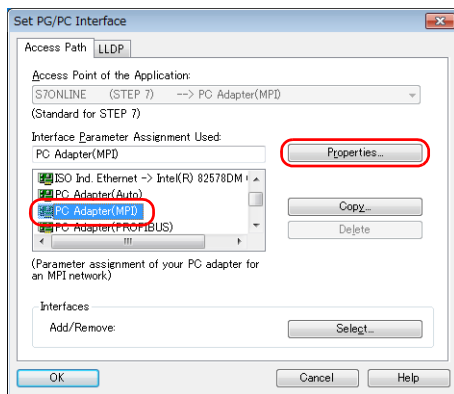 Set PG/PC Interface
Access Path LLDP
Access Point of the Application:
S7ONLINE (STEP 7) --> PC Adapter(MPI)
(Standard for STEP 7)
Interface Parameter Assignment Used:
PC Adapter(MPI) Properties...
ISO Ind. Ethernet -> Intel(R) 82578DM
PC Adapter(Auto)
PC Adapter(MPI) Copy...
PC Adapter(PROFIBUS) Delete
(Parameter assignment of your PC adapter for
an MPI network)
Interfaces
Add/Remove: Select...
OK Cancel Help